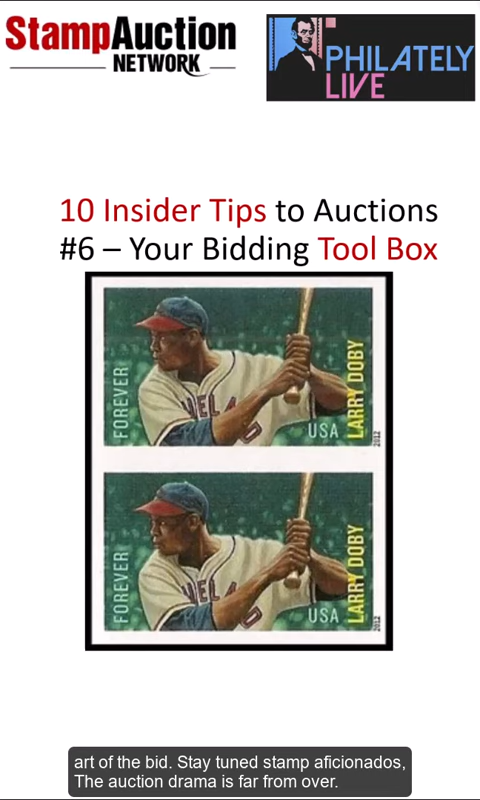 StampAuction
NETWORK
PHILATELY
LIVE
10 Insider Tips to Auctions
#6 – Your Bidding Tool Box
FOREVER
USA
LARRY DOBY
2012
FOREVER
USA
LARRY DOBY
2012
art of the bid. Stay tuned stamp aficionados,
The auction drama is far from over.